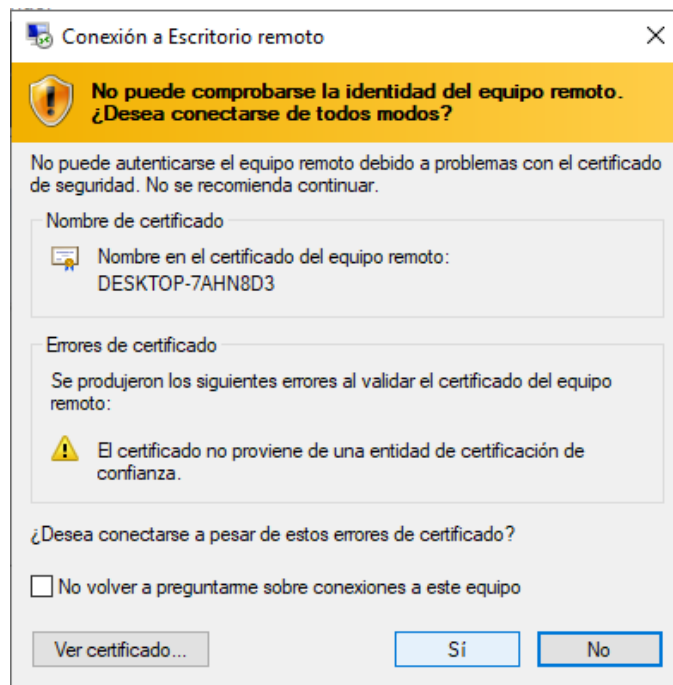 Conexión a Escritorio remoto
No puede comprobarse la identidad del equipo remoto.
¿Desea conectarse de todos modos?
No puede autenticarse el equipo remoto debido a problemas con el certificado
de seguridad. No se recomienda continuar.
Nombre de certificado
Nombre en el certificado del equipo remoto:
DESKTOP-7AHN8D3
Errores de certificado
Se produjeron los siguientes errores al validar el certificado del equipo
remoto:
El certificado no proviene de una entidad de certificación de
confianza.
¿Desea conectarse a pesar de estos errores de certificado?
No volver a preguntarme sobre conexiones a este equipo
Ver certificado... Sí No